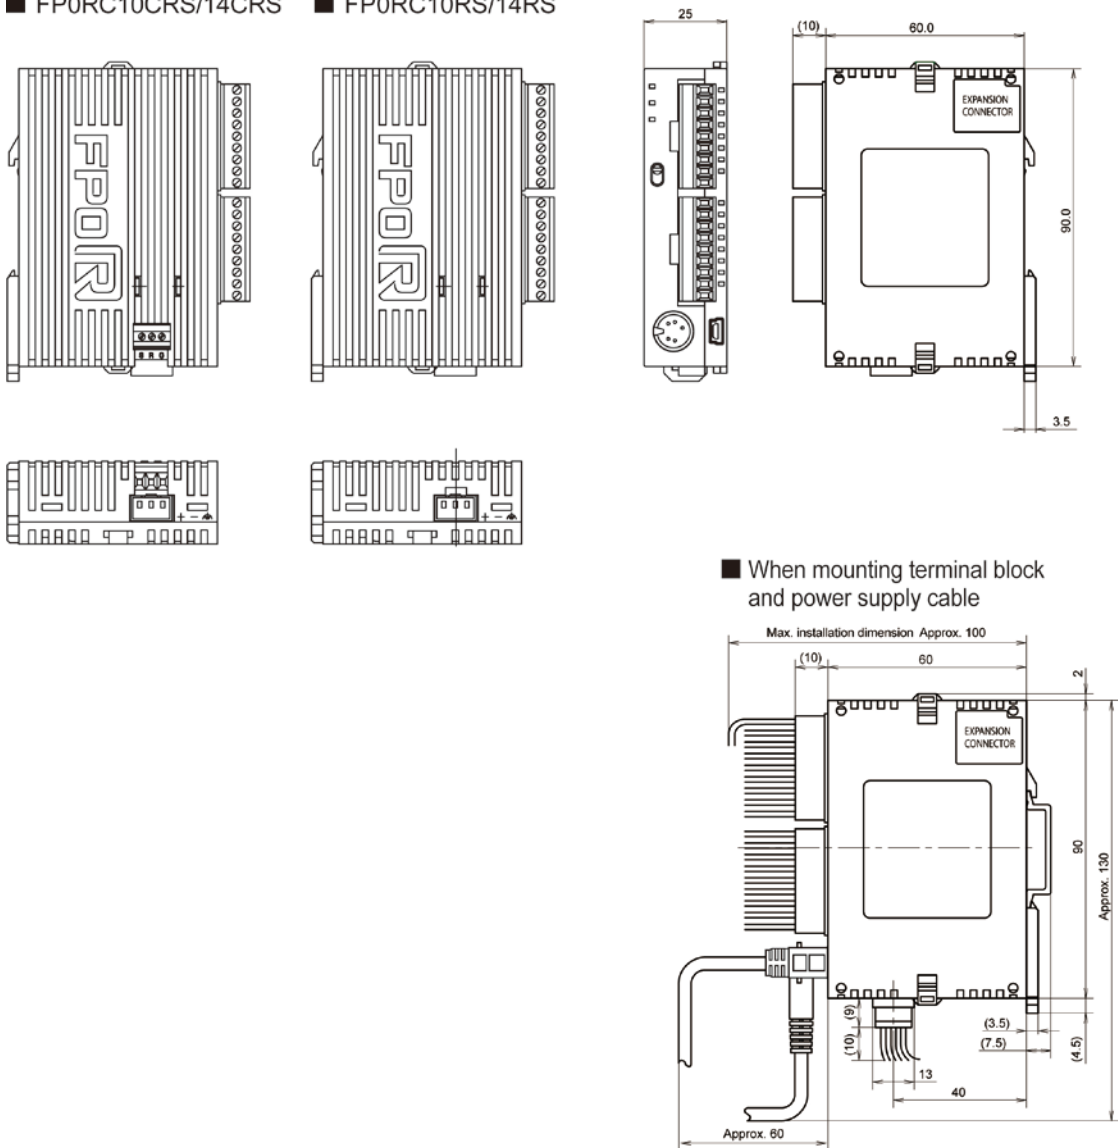 ■ FP0RC10CRS/14CRS ■ FP0RC10RS/14RS
25
(10) 60.0
EXPANSION
CONNECTOR
90.0
3.5
FP0R
FP0R
S R G
+ −
+ −
■ When mounting terminal block
and power supply cable
Max. installation dimension Approx. 100
(10) 60
2
EXPANSION
CONNECTOR
90
Approx. 130
(9)
(10)
(3.5)
(7.5)
(4.5)
13
40
Approx. 60